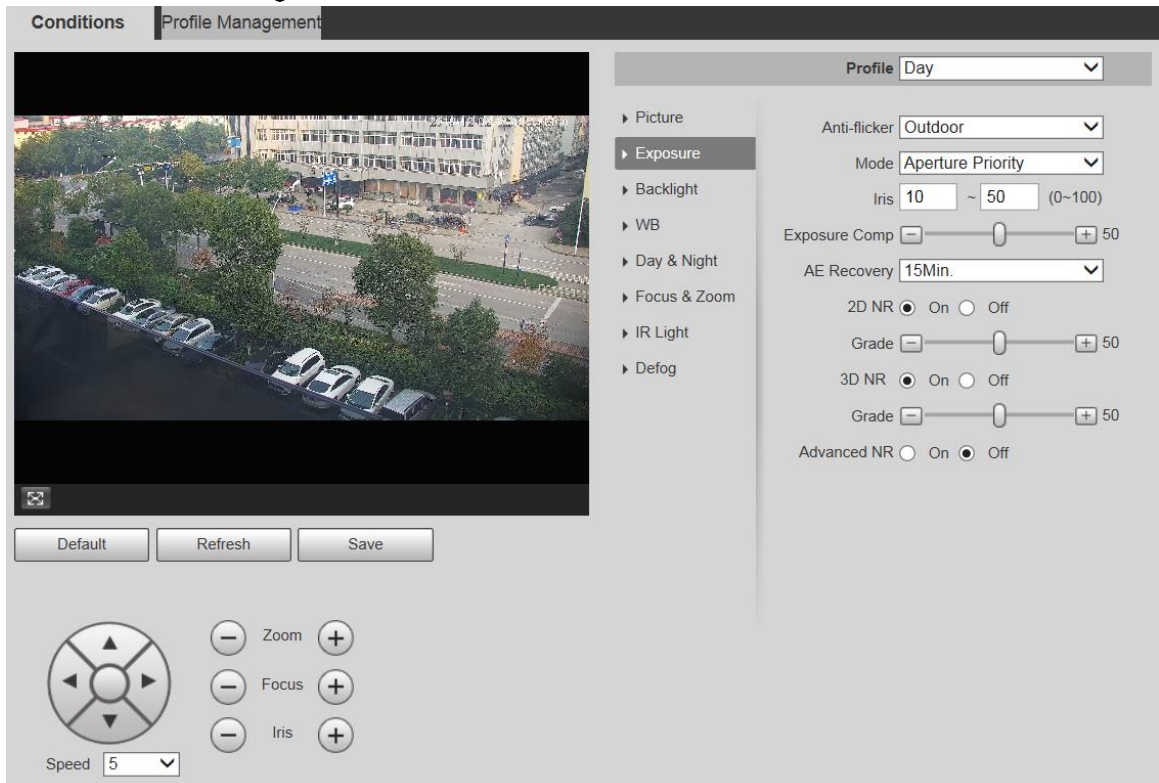 Conditions
Profile Management
Profile Day
Picture
Exposure
Backlight
WB
Day & Night
Focus & Zoom
IR Light
Defog
Anti-flicker Outdoor
Mode Aperture Priority
Iris 10 ~ 50 (0~100)
Exposure Comp 50
AE Recovery 15Min.
2D NR On Off
Grade 50
3D NR On Off
Grade 50
Advanced NR On Off
Default
Refresh
Save
Zoom
Focus
Iris
Speed 5